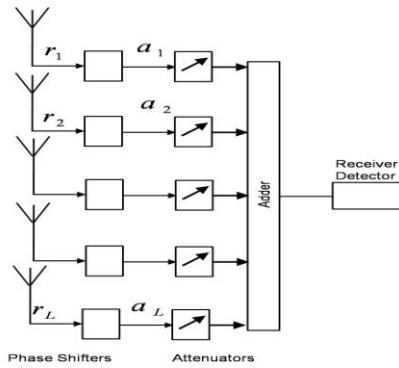 r1
a1
r2
a2
Receiver
Detector
Adder
rL
aL
Phase Shifters
Attenuators